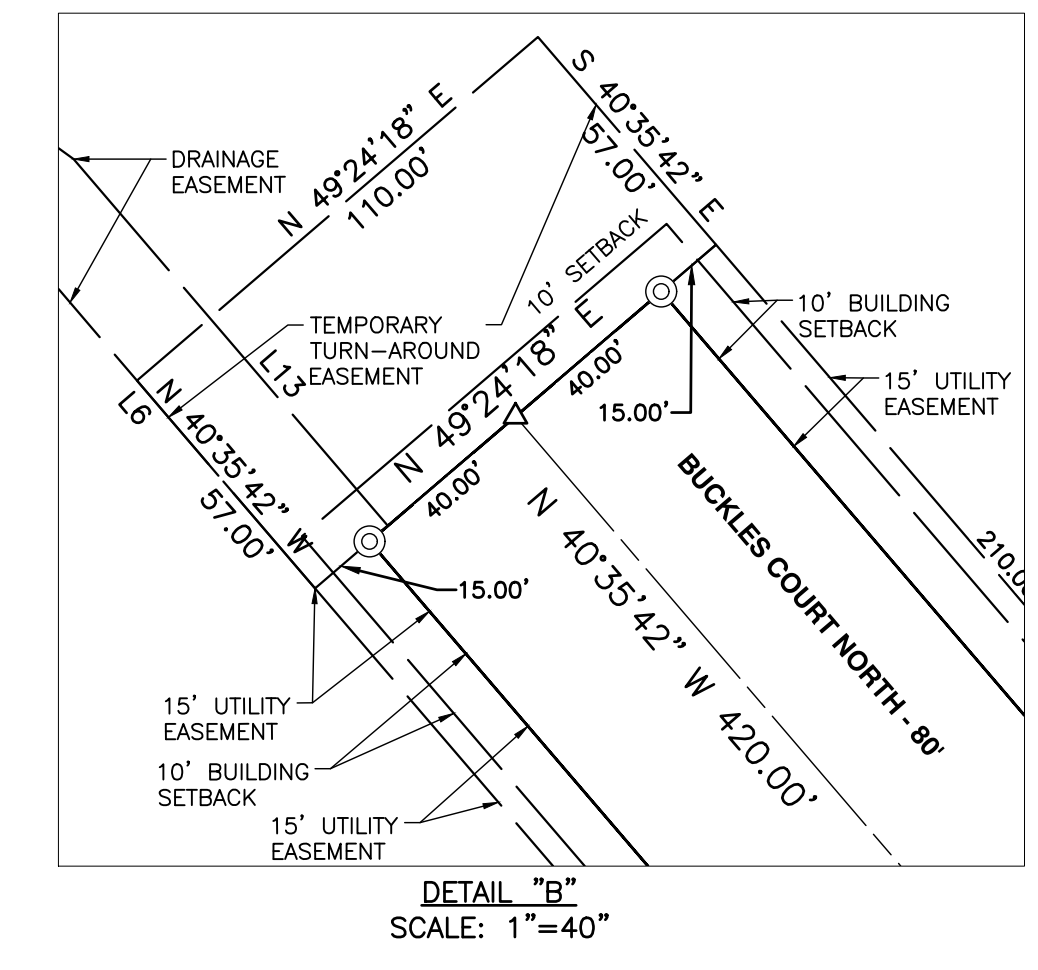 S 40°35'42" E
57.00'
N 49°24'18" E
110.00'
DRAINAGE
EASEMENT
10' SETBACK
10' BUILDING
SETBACK
TEMPORARY
TURN-AROUND
EASEMENT
L13
L6
N 49°24'18" E
40.00'
40.00'
15.00'
15' UTILITY
EASEMENT
N 40°35'42" W
57.00'
BUCKLES COURT NORTH - 80'
N 40°35'42" W 420.00'
210.0
15.00'
15' UTILITY
EASEMENT
10' BUILDING
SETBACK
15' UTILITY
EASEMENT
DETAIL "B"
SCALE: 1"=40"